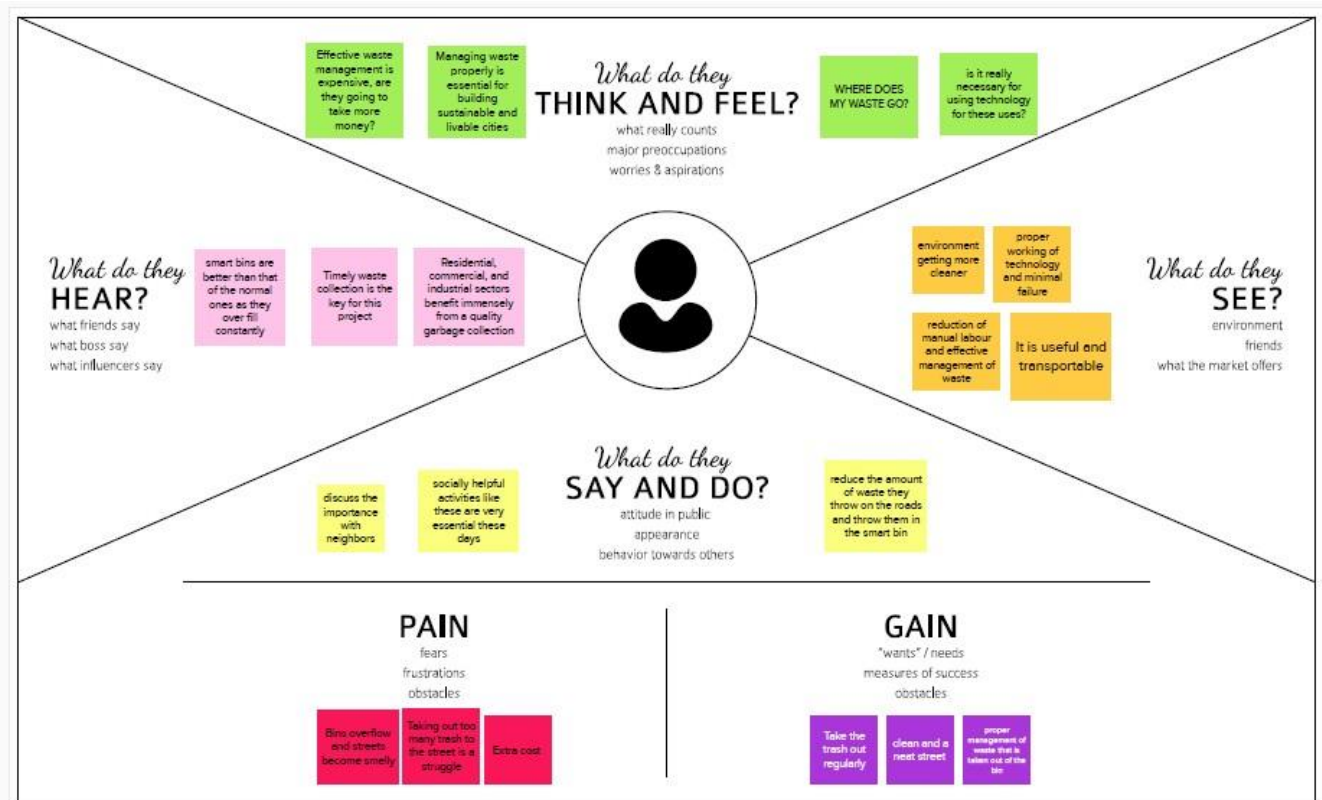 Effective waste
management is
expensive, are
they going to
take more
money?
Managing waste
properly is
essential for
building
sustainable and
livable cities
What do they
THINK AND FEEL?
what really counts
major preoccupations
worries & aspirations
WHERE DOES
MY WASTE GO?
is it really
necessary for
using technology
for these uses?
What do they
HEAR?
what friends say
what boss say
what influencers say
smart bins are
better than that
of the normal
ones as they
over fill
constantly
Timely waste
collection is the
key for this
project
Residential,
commercial, and
industrial sectors
benefit immensely
from a quality
garbage collection
environment
getting more
cleaner
proper
working of
technology and
minimal
failure
reduction of
manual labour
and effective
management of
waste
It is useful and
transportable
What do they
SEE?
environment
friends
what the market offers
What do they
SAY AND DO?
attitude in public
appearance
behavior towards others
discuss the
importance
with
neighbors
socially helpful
activities like
these are very
essential these
days
reduce the amount
of waste they
throw on the roads
and throw them in
the smart bin
PAIN
fears
frustrations
obstacles
Bins overflow
and streets
become smelly
Taking out too
many trash to
the street is a
struggle
Extra cost
GAIN
"wants" / needs
measures of success
obstacles
Take the
trash out
regularly
clean and a
neat street
proper
management of
waste that is
taken out of the
bin